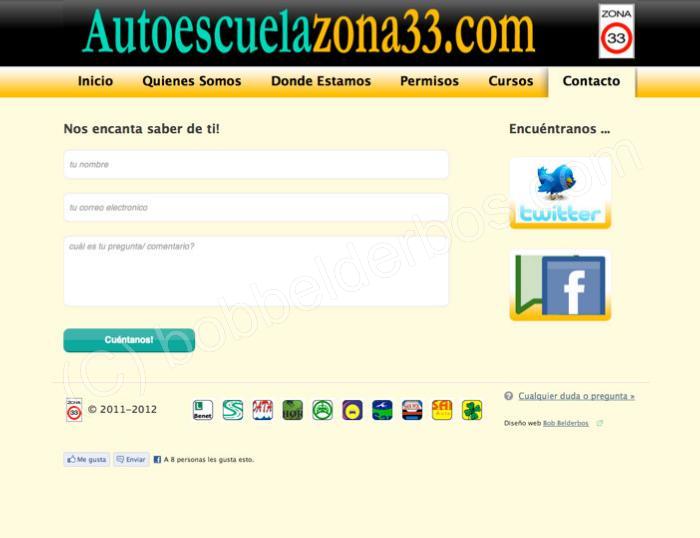 Autoescuelazona33.com
ZONA
33
Inicio Quienes Somos Donde Estamos Permisos Cursos Contacto
Nos encanta saber de ti!
Encuéntranos ...
tu nombre
tu correo electronico
cuál es tu pregunta/ comentario?
twitter
f
Cuéntanos!
(c) bobbelderbos.com
ZONA
33
© 2011-2012
L
Benet
Cualquier duda o pregunta »
Diseño web Bob Belderbos
Me gusta Enviar A 8 personas les gusta esto.